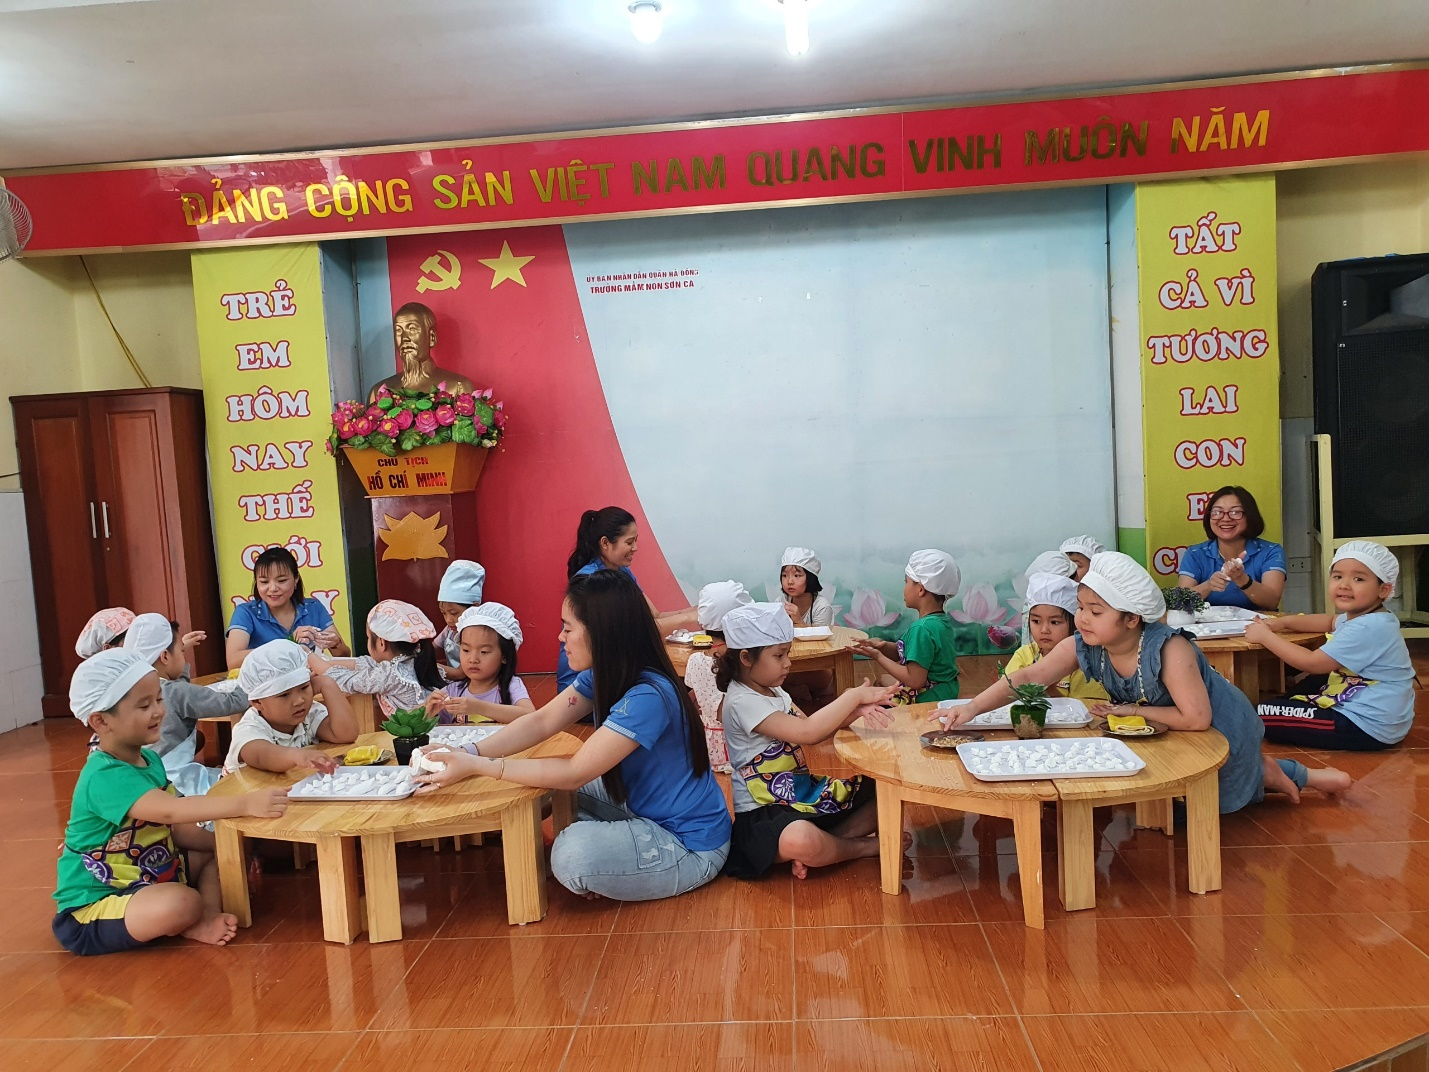 ĐẢNG CỘNG SẢN VIỆT NAM QUANG VINH MUÔN NĂM
TRẺ
EM
HÔM
NAY
THẾ
GIỚI
UỶ BAN NHÂN DÂN QUẬN HÀ ĐÔNG
TRƯỜNG MẦM NON SƠN CA
CHỦ TỊCH
HỒ CHÍ MINH
TẤT
CẢ VÌ
TƯƠNG
LAI
CON
SPIDER-MAN